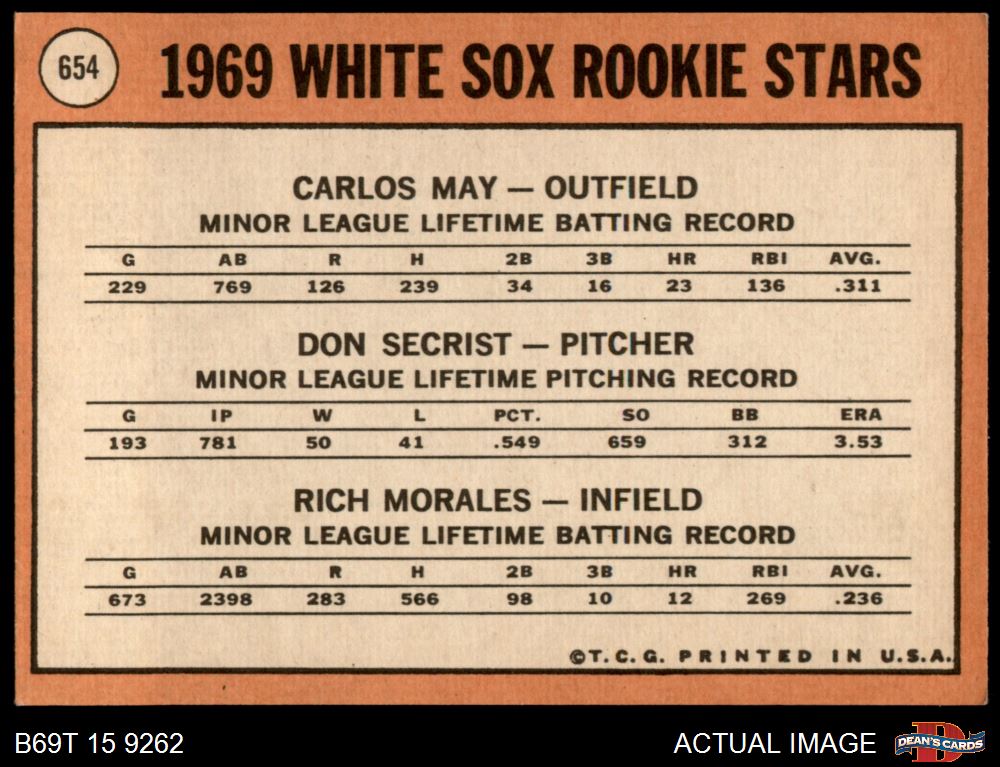 654
1969 WHITE SOX ROOKIE STARS
CARLOS MAY — OUTFIELD
MINOR LEAGUE LIFETIME BATTING RECORD
G AB R H 2B 3B HR RBI AVG.
229 769 126 239 34 16 23 136 .311
DON SECRIST — PITCHER
MINOR LEAGUE LIFETIME PITCHING RECORD
G IP W L PCT. SO BB ERA
193 781 50 41 .549 659 312 3.53
RICH MORALES — INFIELD
MINOR LEAGUE LIFETIME BATTING RECORD
G AB R H 2B 3B HR RBI AVG.
673 2398 283 566 98 10 12 269 .236
©T.C.G. PRINTED IN U.S.A.
B69T 15 9262
ACTUAL IMAGE
D
DEAN'S CARDS